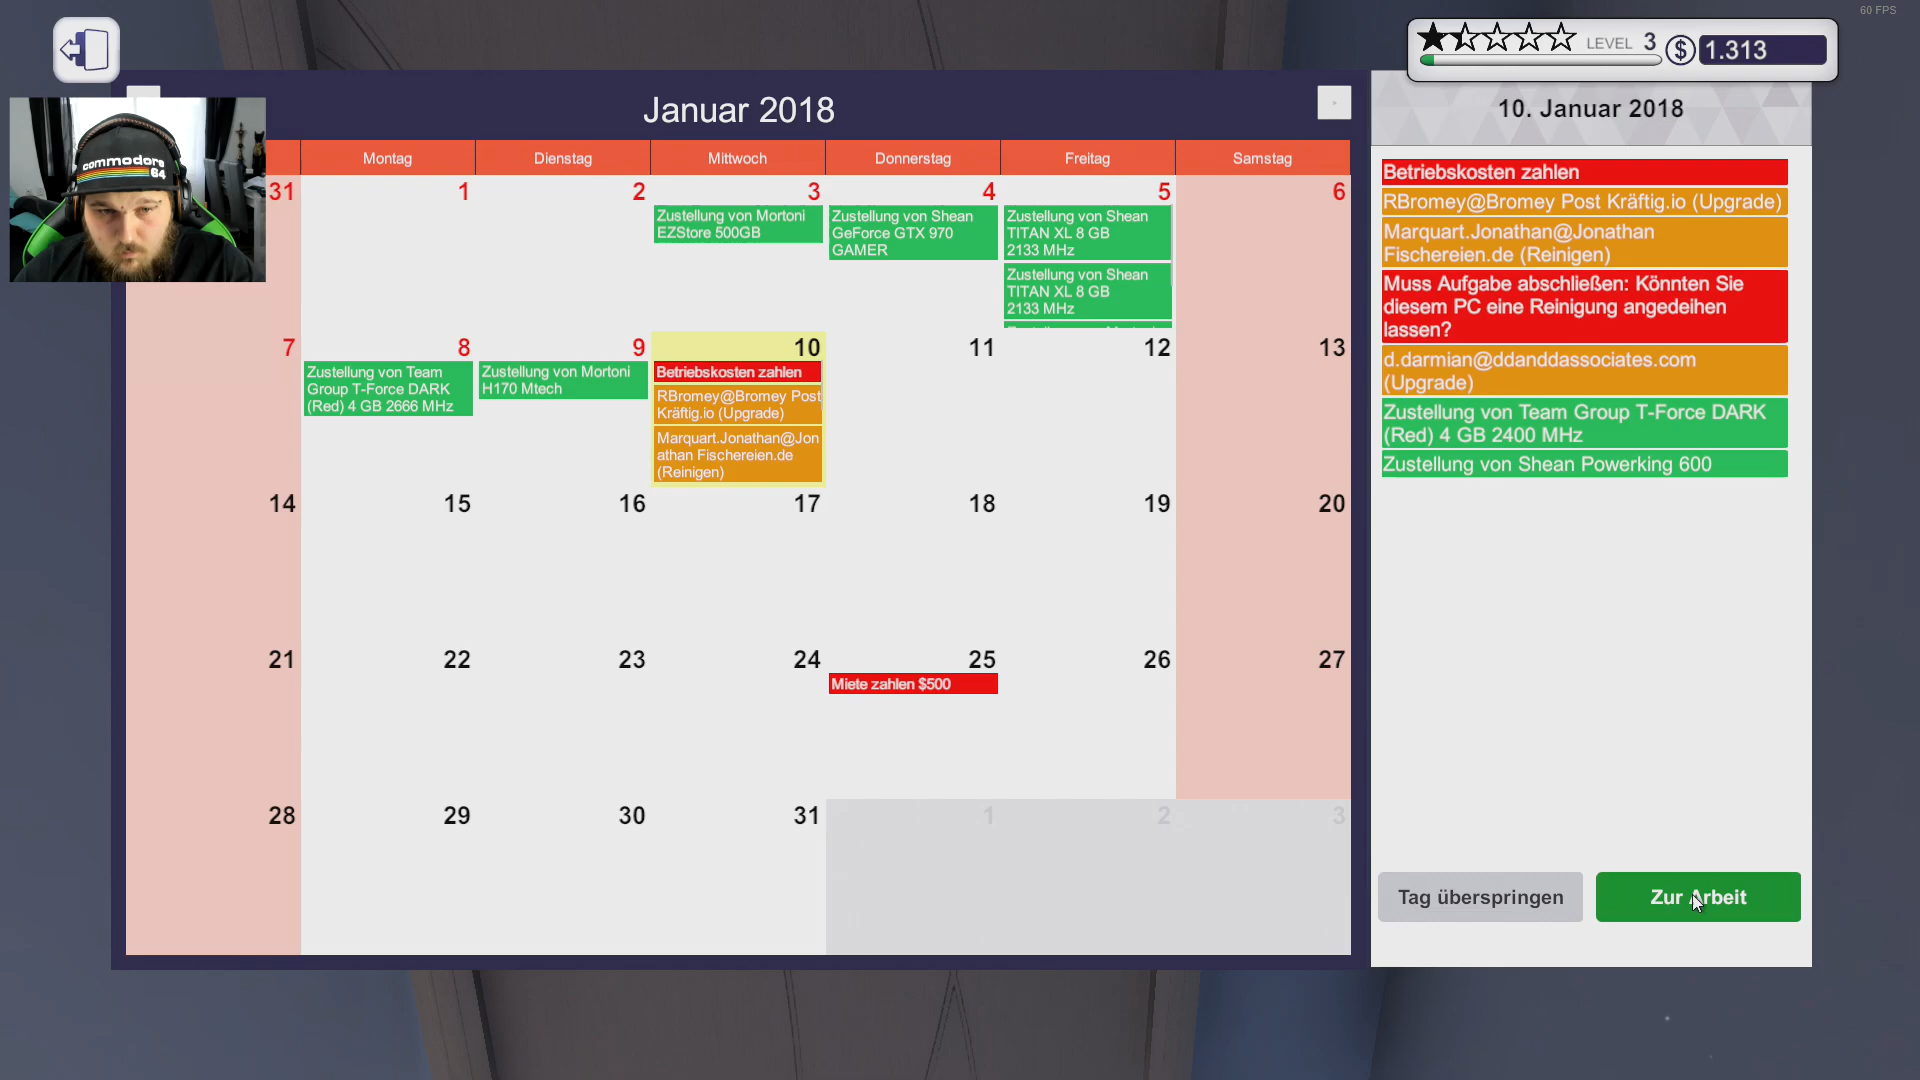 60 FPS
LEVEL 3
$ 1.313
Januar 2018
10. Januar 2018
commodore
64
Montag
Dienstag
Mittwoch
Donnerstag
Freitag
Samstag
31
1
2
3
4
5
6
Zustellung von Mortoni
EZStore 500GB
Zustellung von Shean
GeForce GTX 970
GAMER
Zustellung von Shean
TITAN XL 8 GB
2133 MHz
Zustellung von Shean
TITAN XL 8 GB
2133 MHz
7
8
9
10
11
12
13
Zustellung von Team
Group T-Force DARK
(Red) 4 GB 2666 MHz
Zustellung von Mortoni
H170 Mtech
Betriebskosten zahlen
RBromey@Bromey Post
Kräftig.io (Upgrade)
Marquart.Jonathan@Jon
athan Fischereien.de
(Reinigen)
14
15
16
17
18
19
20
21
22
23
24
25
26
27
Miete zahlen $500
28
29
30
31
1
2
3
Betriebskosten zahlen
RBromey@Bromey Post Kräftig.io (Upgrade)
Marquart.Jonathan@Jonathan
Fischereien.de (Reinigen)
Muss Aufgabe abschließen: Könnten Sie
diesem PC eine Reinigung angedeihen
lassen?
d.darmian@ddanddassociates.com
(Upgrade)
Zustellung von Team Group T-Force DARK
(Red) 4 GB 2400 MHz
Zustellung von Shean Powerking 600
Tag überspringen
Zur Arbeit